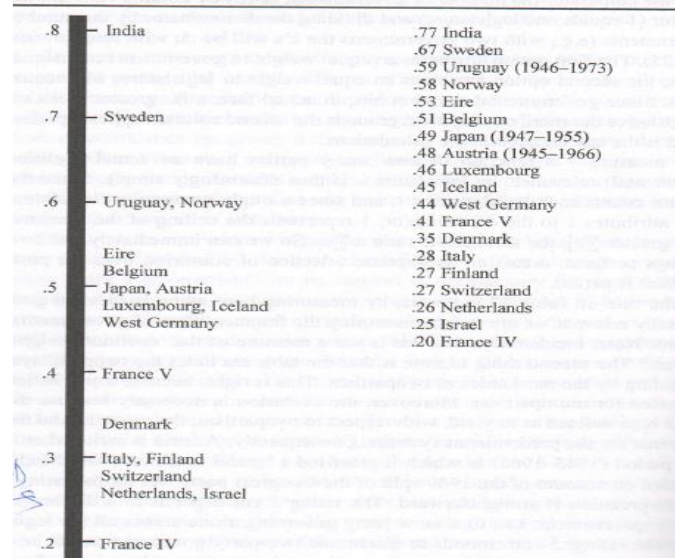 .8 India
.7 Sweden
.6 Uruguay, Norway
Eire
Belgium
.5 Japan, Austria
Luxembourg, Iceland
West Germany
.4 France V
Denmark
.3 Italy, Finland
Switzerland
Netherlands, Israel
.2 France IV
.77 India
.67 Sweden
.59 Uruguay (1946–1973)
.58 Norway
.53 Eire
.51 Belgium
.49 Japan (1947–1955)
.48 Austria (1945–1966)
.46 Luxembourg
.45 Iceland
.44 West Germany
.41 France V
.35 Denmark
.28 Italy
.27 Finland
.27 Switzerland
.26 Netherlands
.25 Israel
.20 France IV